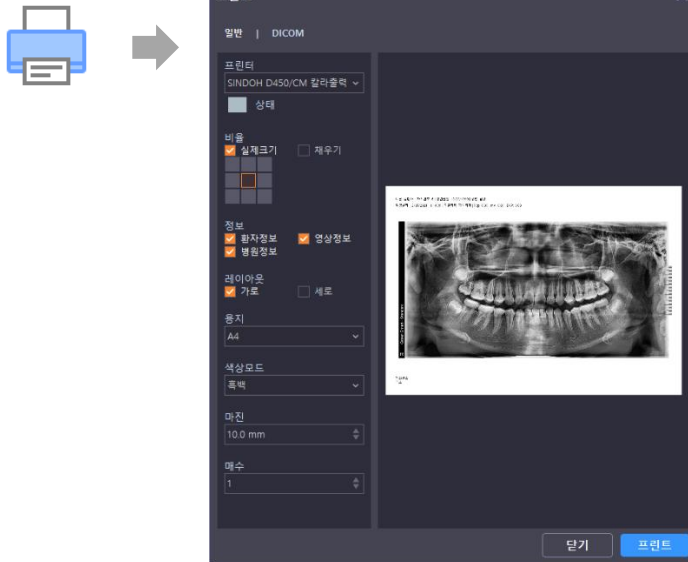 일반 | DICOM
프린터
SINDOH D450/CM 칼라출력
상태
비율
실제크기 채우기
정보
환자정보 영상정보
병원정보
레이아웃
가로 세로
용지
A4
색상모드
흑백
마진
10.0 mm
매수
1
닫기 프린트